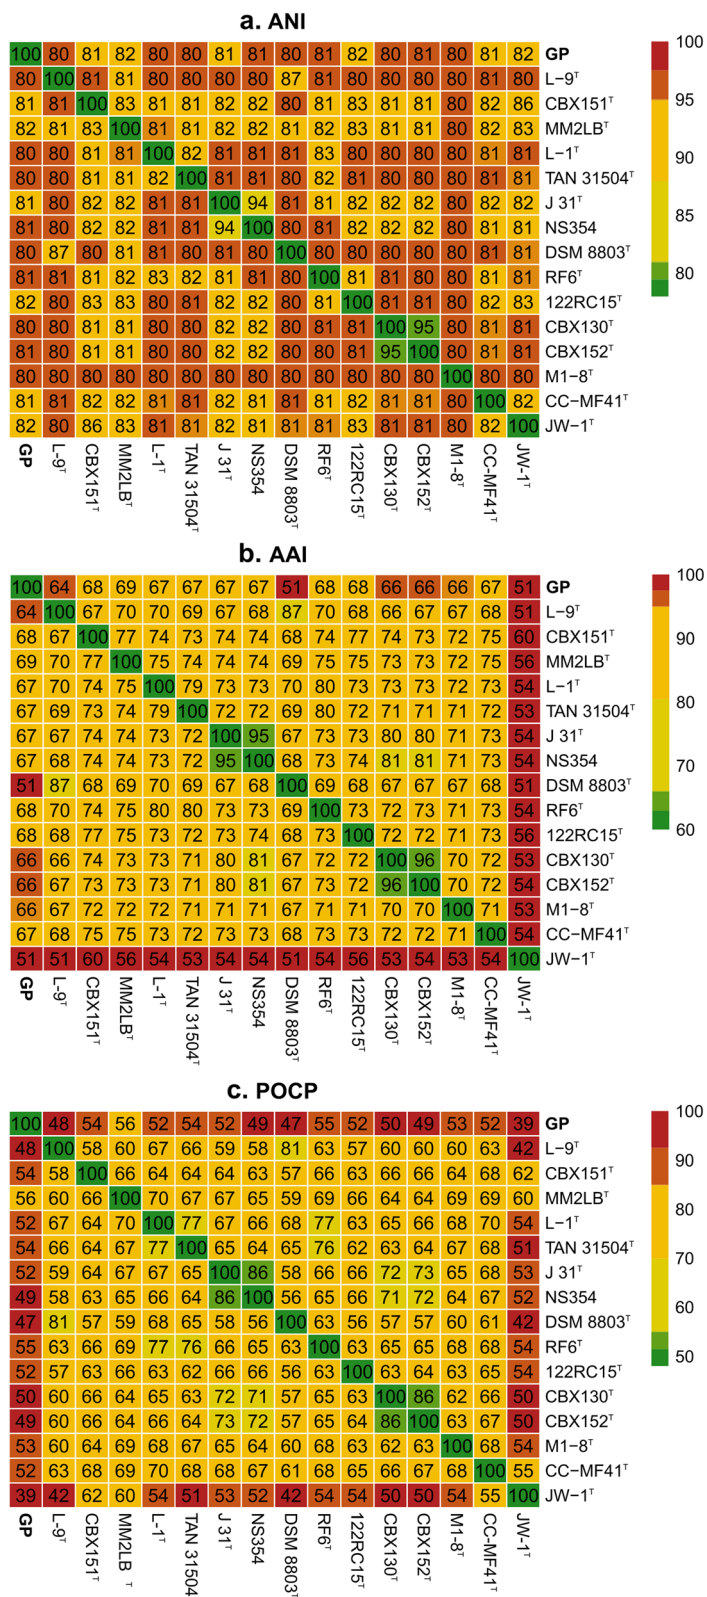 a. ANI
100 80 81 82 80 80 81 81 80 81 82 80 81 80 81 82 GP
80 100 81 81 80 80 80 80 87 81 80 80 80 80 81 80 L−9ᵀ
81 81 100 83 81 81 82 82 80 81 83 81 81 80 82 86 CBX151ᵀ
82 81 83 100 81 81 82 82 81 82 83 81 81 80 82 83 MM2LBᵀ
80 80 81 81 100 82 81 81 81 83 80 80 80 80 81 81 L−1ᵀ
80 80 81 81 82 100 81 81 80 82 81 80 80 80 81 81 TAN 31504ᵀ
81 80 82 82 81 81 100 94 81 81 82 82 82 80 82 82 J 31ᵀ
81 80 82 82 81 81 94 100 80 81 82 82 82 80 82 81 NS354
80 87 80 81 81 80 81 80 100 80 80 80 80 80 81 80 DSM 8803ᵀ
81 81 81 82 83 82 81 81 80 100 81 81 80 80 81 81 RF6ᵀ
82 80 83 83 80 81 82 82 80 81 100 81 81 80 82 83 122RC15ᵀ
80 80 81 81 80 80 82 82 80 81 81 100 95 80 81 81 CBX130ᵀ
81 80 81 81 80 80 82 82 80 80 81 95 100 80 81 81 CBX152ᵀ
80 80 80 80 80 80 80 80 80 80 80 80 80 100 80 80 M1−8ᵀ
81 81 82 82 81 81 82 82 81 81 82 81 81 80 100 82 CC−MF41ᵀ
82 80 86 83 81 81 82 81 80 81 83 81 81 80 82 100 JW−1ᵀ
GP L-9ᵀ CBX151ᵀ MM2LBᵀ L-1ᵀ TAN 31504ᵀ J 31ᵀ NS354 DSM 8803ᵀ RF6ᵀ 122RC15ᵀ CBX130ᵀ CBX152ᵀ M1-8ᵀ CC-MF41ᵀ JW-1ᵀ
100
95
90
85
80
b. AAI
100 64 68 69 67 67 67 67 51 68 68 66 66 66 67 51 GP
64 100 67 70 70 69 67 68 87 70 68 66 67 67 68 51 L−9ᵀ
68 67 100 77 74 73 74 74 68 74 77 74 73 72 75 60 CBX151ᵀ
69 70 77 100 75 74 74 74 69 75 75 73 73 72 75 56 MM2LBᵀ
67 70 74 75 100 79 73 73 70 80 73 73 73 72 73 54 L−1ᵀ
67 69 73 74 79 100 72 72 69 80 72 71 71 71 72 53 TAN 31504ᵀ
67 67 74 74 73 72 100 95 67 73 73 80 80 71 73 54 J 31ᵀ
67 68 74 74 73 72 95 100 68 73 74 81 81 71 73 54 NS354
51 87 68 69 70 69 67 68 100 69 68 67 67 67 68 51 DSM 8803ᵀ
68 70 74 75 80 80 73 73 69 100 73 72 73 71 73 54 RF6ᵀ
68 68 77 75 73 72 73 74 68 73 100 72 72 71 73 56 122RC15ᵀ
66 66 74 73 73 71 80 81 67 72 72 100 96 70 72 53 CBX130ᵀ
66 67 73 73 73 71 80 81 67 73 72 96 100 70 72 54 CBX152ᵀ
66 67 72 72 72 71 71 71 67 71 71 70 70 100 71 53 M1−8ᵀ
67 68 75 75 73 72 73 73 68 73 73 72 72 71 100 54 CC−MF41ᵀ
51 51 60 56 54 53 54 54 51 54 56 53 54 53 54 100 JW−1ᵀ
GP L-9ᵀ CBX151ᵀ MM2LBᵀ L-1ᵀ TAN 31504ᵀ J 31ᵀ NS354 DSM 8803ᵀ RF6ᵀ 122RC15ᵀ CBX130ᵀ CBX152ᵀ M1-8ᵀ CC-MF41ᵀ JW-1ᵀ
100
90
80
70
60
c. POCP
100 48 54 56 52 54 52 49 47 55 52 50 49 53 52 39 GP
48 100 58 60 67 66 59 58 81 63 57 60 60 60 63 42 L−9ᵀ
54 58 100 66 64 64 64 63 57 66 63 66 66 64 68 62 CBX151ᵀ
56 60 66 100 70 67 67 65 59 69 66 64 64 69 69 60 MM2LBᵀ
52 67 64 70 100 77 67 66 68 77 63 65 66 68 70 54 L−1ᵀ
54 66 64 67 77 100 65 64 65 76 62 63 64 67 68 51 TAN 31504ᵀ
52 59 64 67 67 65 100 86 58 66 66 72 73 65 68 53 J 31ᵀ
49 58 63 65 66 64 86 100 56 65 66 71 72 64 67 52 NS354
47 81 57 59 68 65 58 56 100 63 56 57 57 60 61 42 DSM 8803ᵀ
55 63 66 69 77 76 66 65 63 100 63 65 65 68 68 54 RF6ᵀ
52 57 63 66 63 62 66 66 56 63 100 63 64 63 65 54 122RC15ᵀ
50 60 66 64 65 63 72 71 57 65 63 100 86 62 66 50 CBX130ᵀ
49 60 66 64 66 64 73 72 57 65 64 86 100 63 67 50 CBX152ᵀ
53 60 64 69 68 67 65 64 60 68 63 62 63 100 68 54 M1−8ᵀ
52 63 68 69 70 68 68 67 61 68 65 66 67 68 100 55 CC−MF41ᵀ
39 42 62 60 54 51 53 52 42 54 54 50 50 54 55 100 JW−1ᵀ
GP L-9ᵀ CBX151ᵀ MM2LB ᵀ L-1ᵀ TAN 31504 J 31ᵀ NS354 DSM 8803ᵀ RF6ᵀ 122RC15ᵀ CBX130ᵀ CBX152ᵀ M1-8ᵀ CC-MF41ᵀ JW-1ᵀ
100
90
80
70
60
50